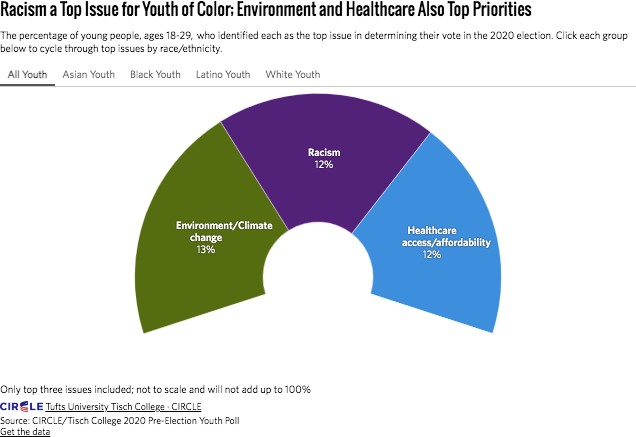 Racism a Top Issue for Youth of Color; Environment and Healthcare Also Top Priorities
The percentage of young people, ages 18-29, who identified each as the top issue in determining their vote in the 2020 election. Click each group
below to cycle through top issues by race/ethnicity.
All Youth Asian Youth Black Youth Latino Youth White Youth
Racism
12%
Environment/Climate
change
13%
Healthcare
access/affordability
12%
Only top three issues included; not to scale and will not add up to 100%
CIRCLE Tufts University Tisch College · CIRCLE
Source: CIRCLE/Tisch College 2020 Pre-Election Youth Poll
Get the data